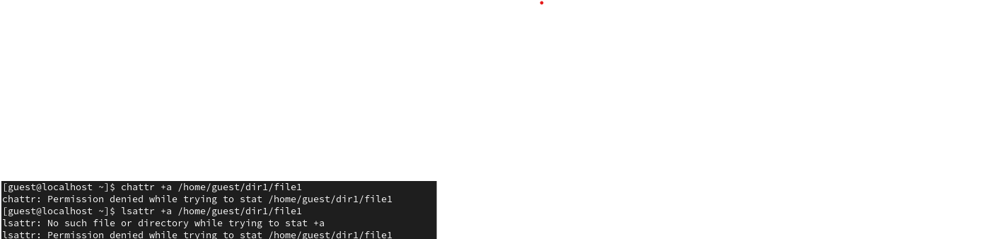 [guest@localhost ~]$ chattr +a /home/guest/dir1/file1
chattr: Permission denied while trying to stat /home/guest/dir1/file1
[guest@localhost ~]$ lsattr +a /home/guest/dir1/file1
lsattr: No such file or directory while trying to stat +a
lsattr: Permission denied while trying to stat /home/guest/dir1/file1